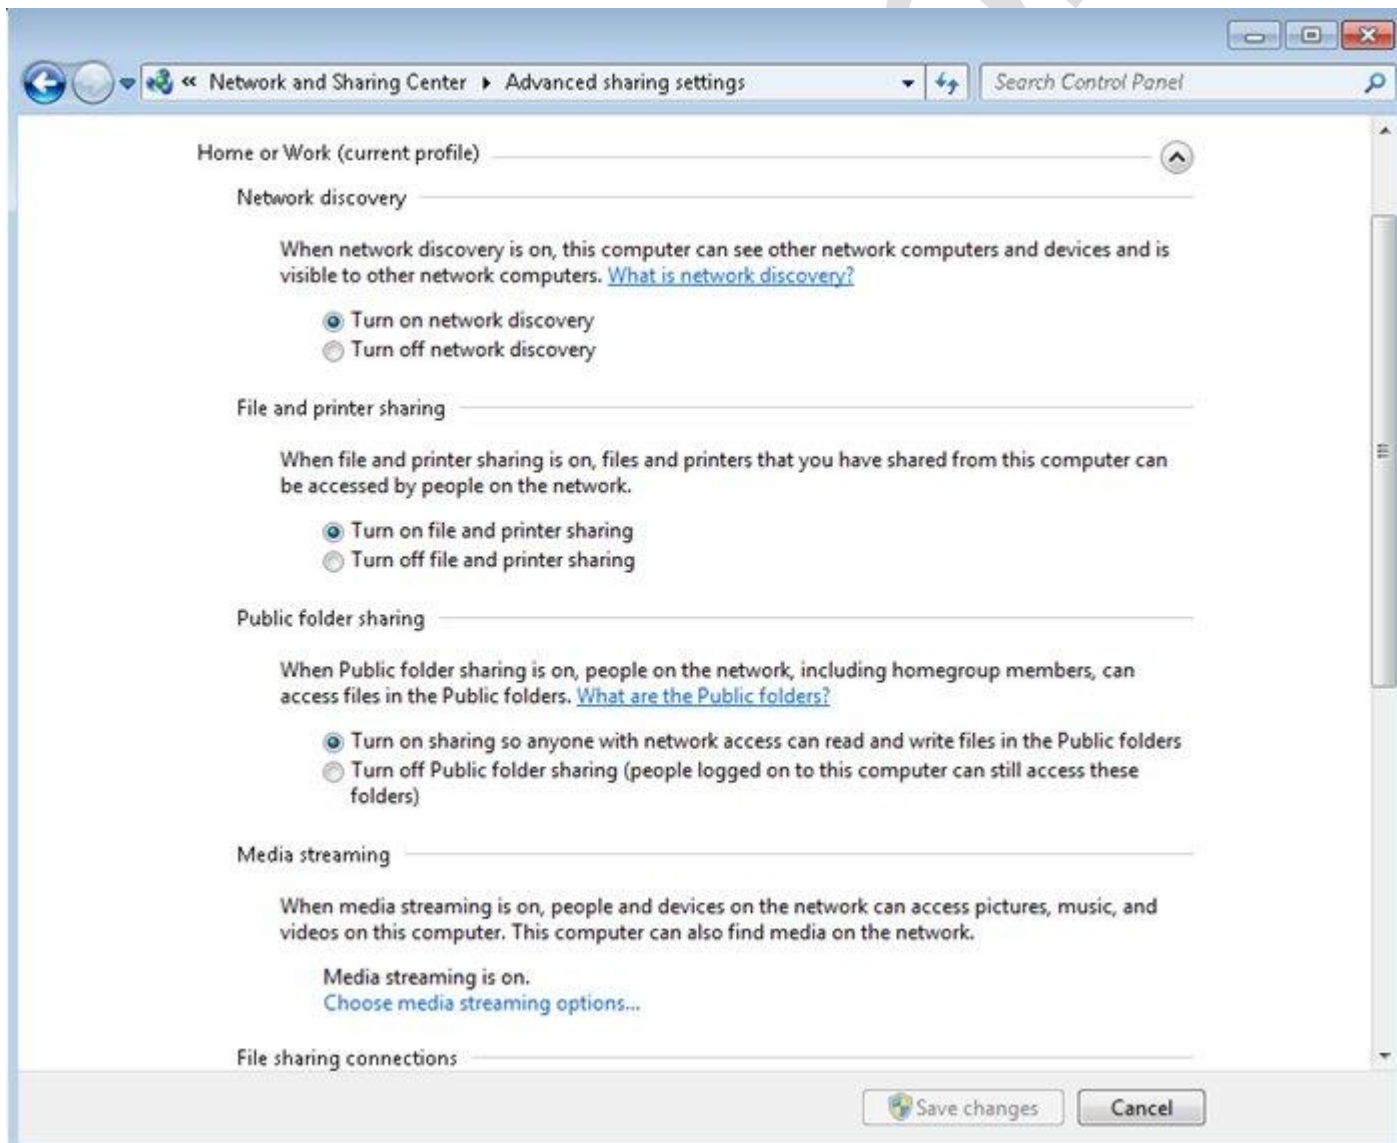 « Network and Sharing Center ▸ Advanced sharing settings
Search Control Panel
Home or Work (current profile)
Network discovery
When network discovery is on, this computer can see other network computers and devices and is
visible to other network computers. What is network discovery?
Turn on network discovery
Turn off network discovery
File and printer sharing
When file and printer sharing is on, files and printers that you have shared from this computer can
be accessed by people on the network.
Turn on file and printer sharing
Turn off file and printer sharing
Public folder sharing
When Public folder sharing is on, people on the network, including homegroup members, can
access files in the Public folders. What are the Public folders?
Turn on sharing so anyone with network access can read and write files in the Public folders
Turn off Public folder sharing (people logged on to this computer can still access these
folders)
Media streaming
When media streaming is on, people and devices on the network can access pictures, music, and
videos on this computer. This computer can also find media on the network.
Media streaming is on.
Choose media streaming options...
File sharing connections
Save changes
Cancel